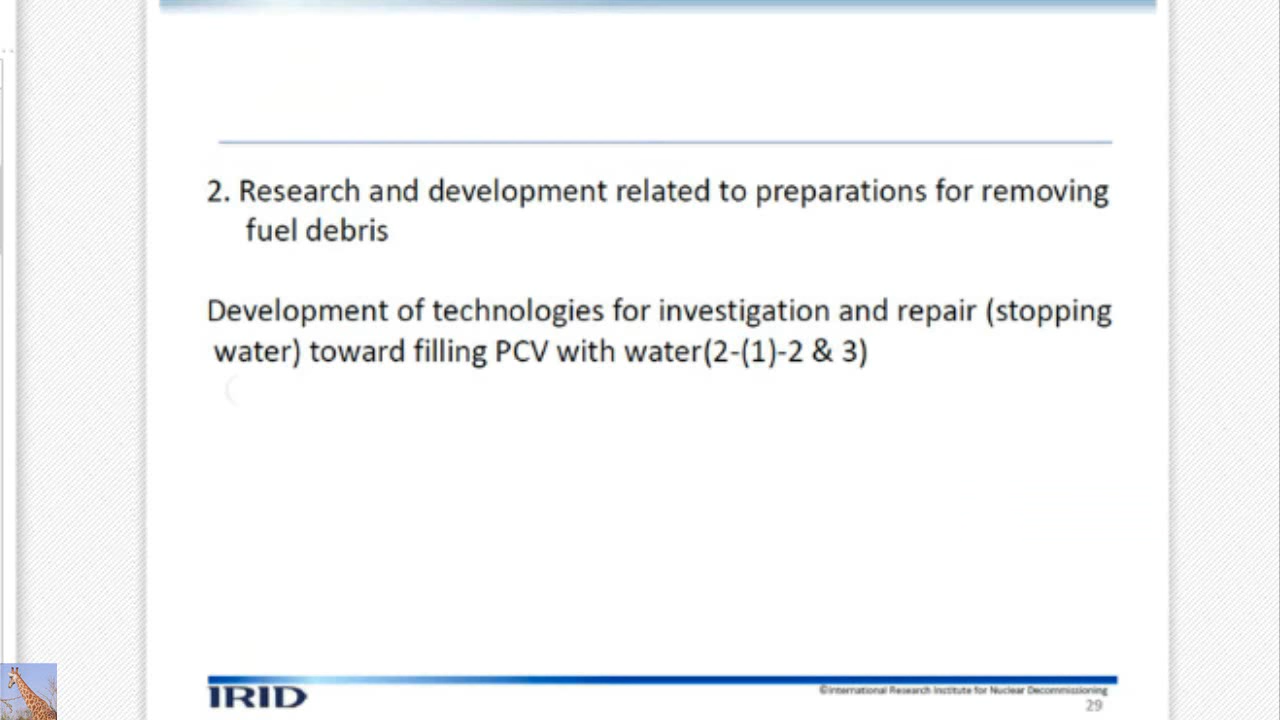 2. Research and development related to preparations for removing
fuel debris
Development of technologies for investigation and repair (stopping
water) toward filling PCV with water(2-(1)-2 & 3)
(
IRID
©International Research Institute for Nuclear Decommissioning
29